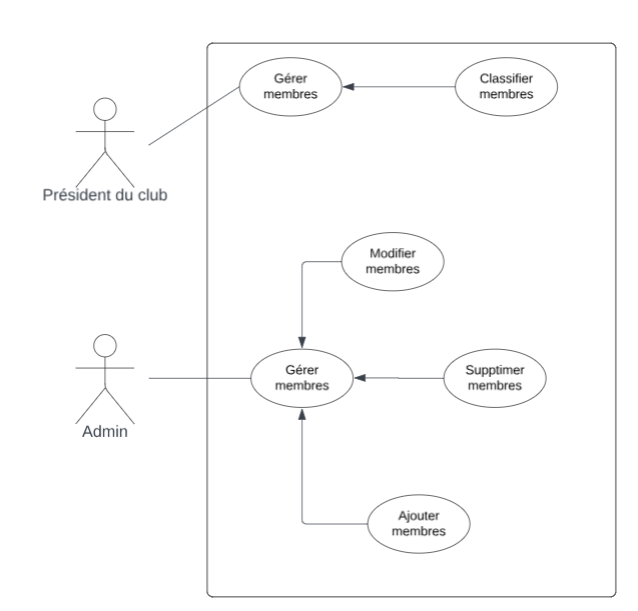 Gérer
membres
Classifier
membres
Président du club
Modifier
membres
Gérer
membres
Supptimer
membres
Admin
Ajouter
membres